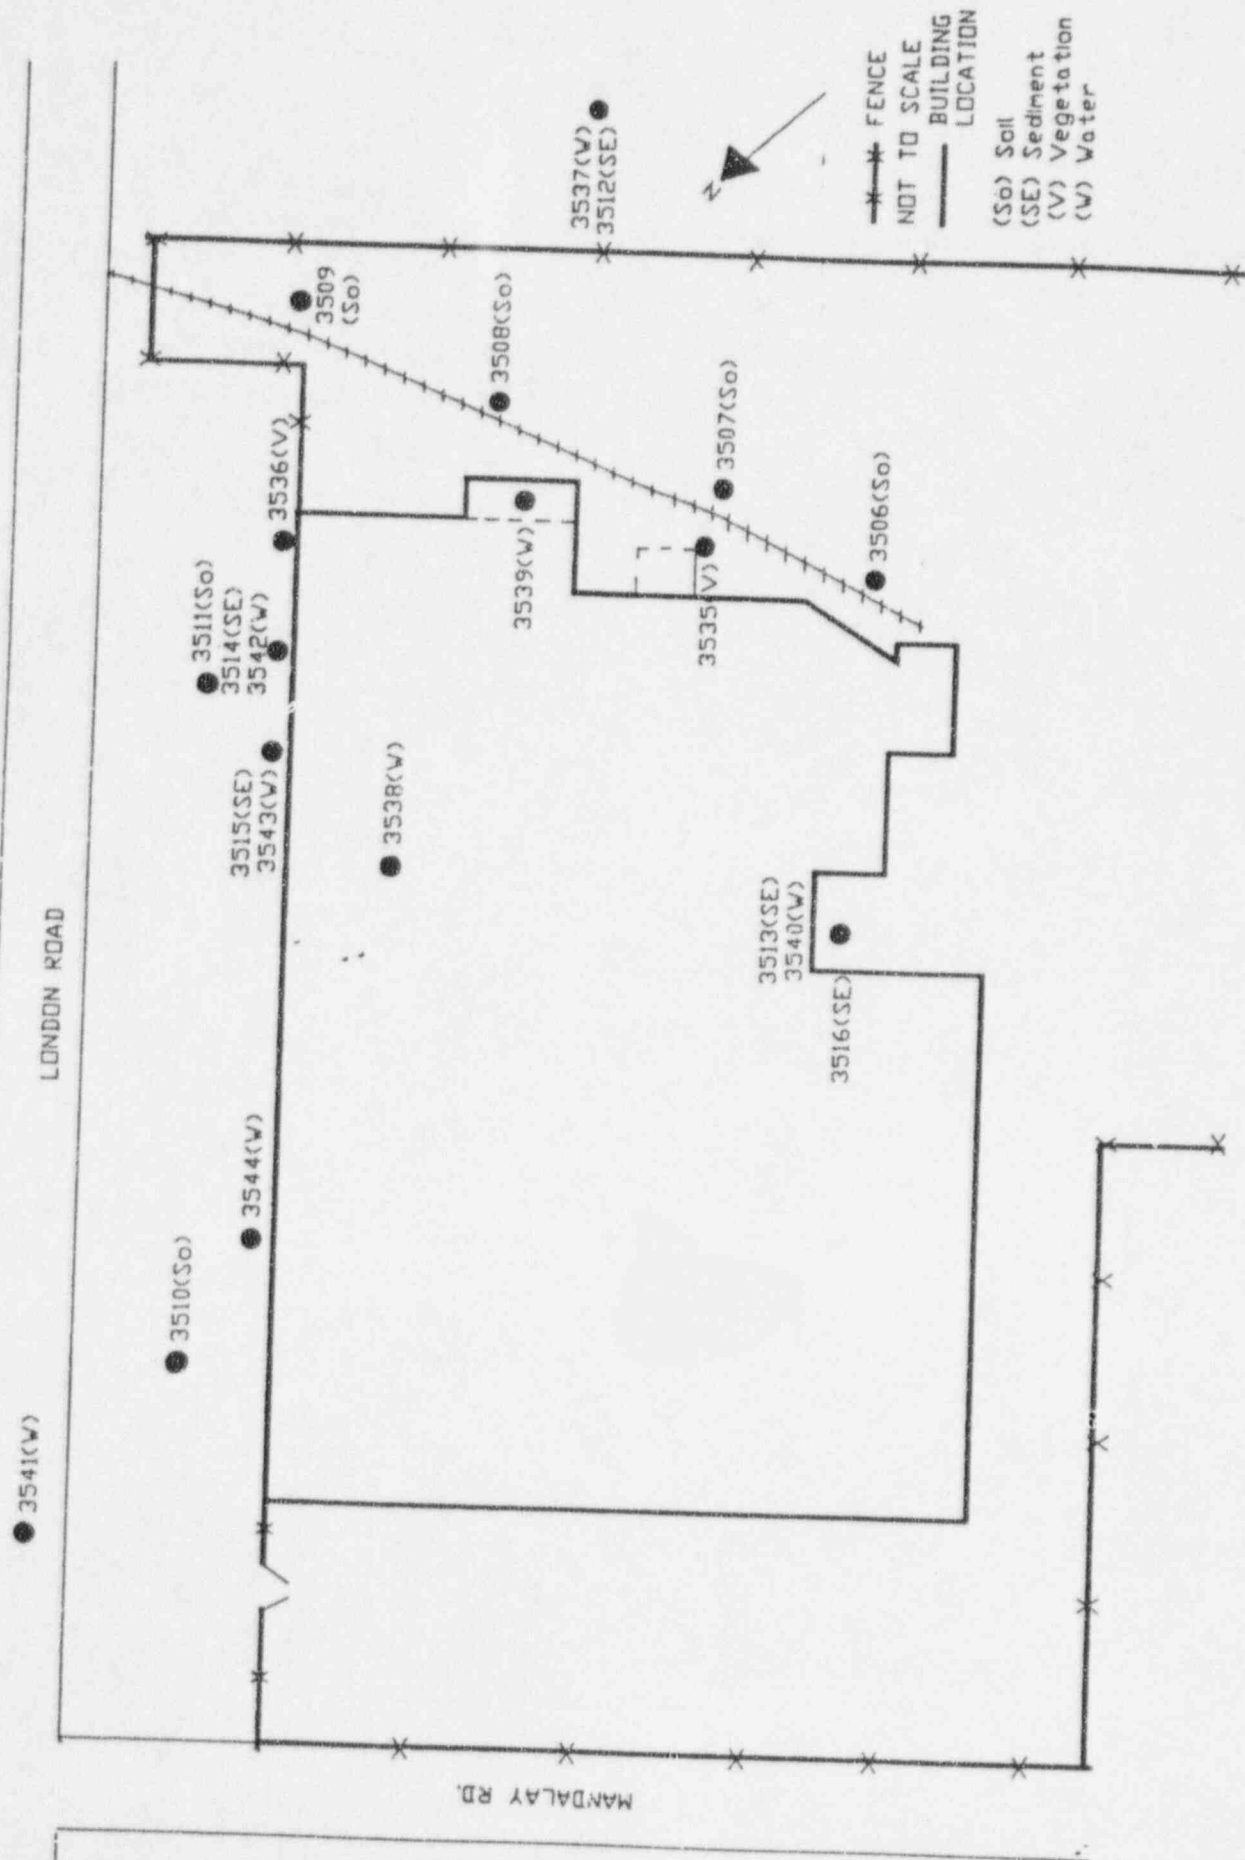 LONDON ROAD
3541(W)
3510(So)
3544(W)
3515(SE)
3543(W)
3511(So)
3514(SE)
3542(W)
3536(V)
3509
(So)
3508(So)
3538(W)
3539(W)
3537(W)
3512(SE)
3507(So)
3535(V)
3506(So)
3513(SE)
3540(W)
3516(SE)
MANDALAY RD.
N
FENCE
NOT TO SCALE
BUILDING
LOCATION
(So) Soil
(SE) Sediment
(V) Vegetation
(W) Water